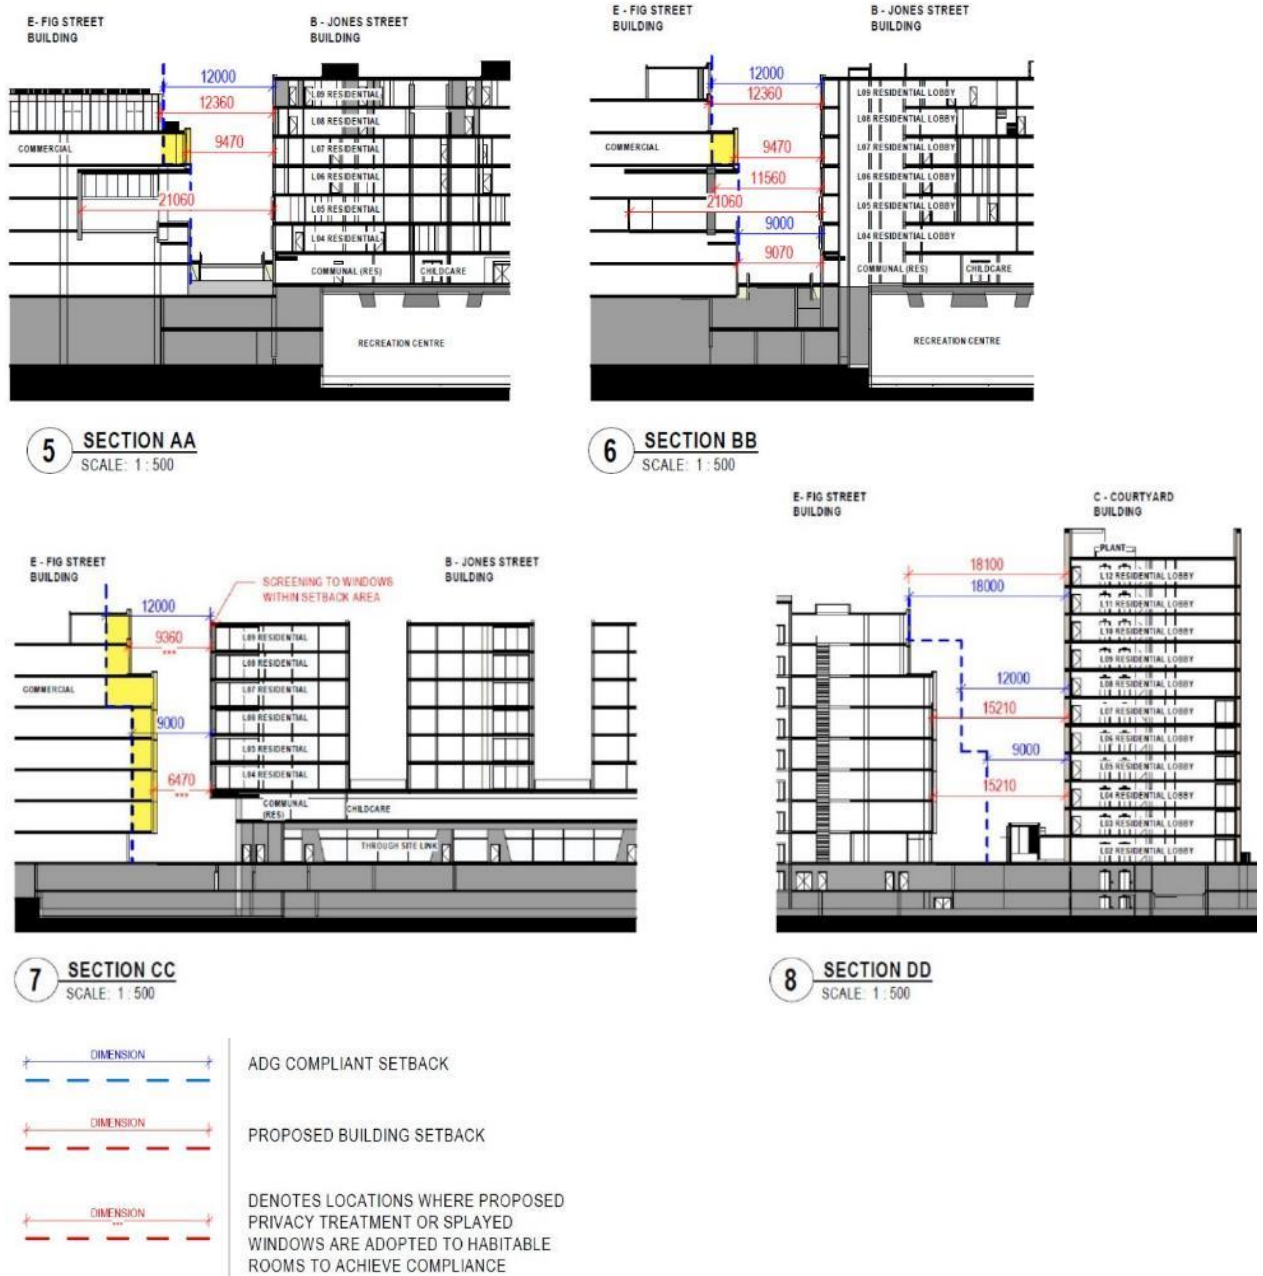 E- FIG STREET
BUILDING
B - JONES STREET
BUILDING
12000
12360
9470
21060
COMMERCIAL
L09 RESIDENTIAL
L08 RESIDENTIAL
L07 RESIDENTIAL
L06 RESIDENTIAL
L05 RESIDENTIAL
L04 RESIDENTIAL
COMMUNAL (RES)
CHILDCARE
RECREATION CENTRE
5
SECTION AA
SCALE: 1 : 500
E - FIG STREET
BUILDING
B - JONES STREET
BUILDING
12000
12360
9470
11560
21060
9000
9070
COMMERCIAL
L09 RESIDENTIAL LOBBY
L08 RESIDENTIAL LOBBY
L07 RESIDENTIAL LOBBY
L06 RESIDENTIAL LOBBY
L05 RESIDENTIAL LOBBY
L04 RESIDENTIAL LOBBY
COMMUNAL (RES)
CHILDCARE
RECREATION CENTRE
6
SECTION BB
SCALE: 1 : 500
E - FIG STREET
BUILDING
B - JONES STREET
BUILDING
SCREENING TO WINDOWS
WITHIN SETBACK AREA
12000
9360
***
9000
6470
***
COMMERCIAL
L09 RESIDENTIAL
L08 RESIDENTIAL
L07 RESIDENTIAL
L06 RESIDENTIAL
L05 RESIDENTIAL
L04 RESIDENTIAL
COMMUNAL
(RES)
CHILDCARE
THROUGH SITE LINK
7
SECTION CC
SCALE: 1 : 500
E- FIG STREET
BUILDING
C - COURTYARD
BUILDING
PLANT
18100
18000
12000
15210
9000
15210
L12 RESIDENTIAL LOBBY
L11 RESIDENTIAL LOBBY
L10 RESIDENTIAL LOBBY
L09 RESIDENTIAL LOBBY
L08 RESIDENTIAL LOBBY
L07 RESIDENTIAL LOBBY
L06 RESIDENTIAL LOBBY
L05 RESIDENTIAL LOBBY
L04 RESIDENTIAL LOBBY
L03 RESIDENTIAL LOBBY
L02 RESIDENTIAL LOBBY
8
SECTION DD
SCALE: 1 : 500
DIMENSION
ADG COMPLIANT SETBACK
DIMENSION
PROPOSED BUILDING SETBACK
DIMENSION
***
DENOTES LOCATIONS WHERE PROPOSED
PRIVACY TREATMENT OR SPLAYED
WINDOWS ARE ADOPTED TO HABITABLE
ROOMS TO ACHIEVE COMPLIANCE